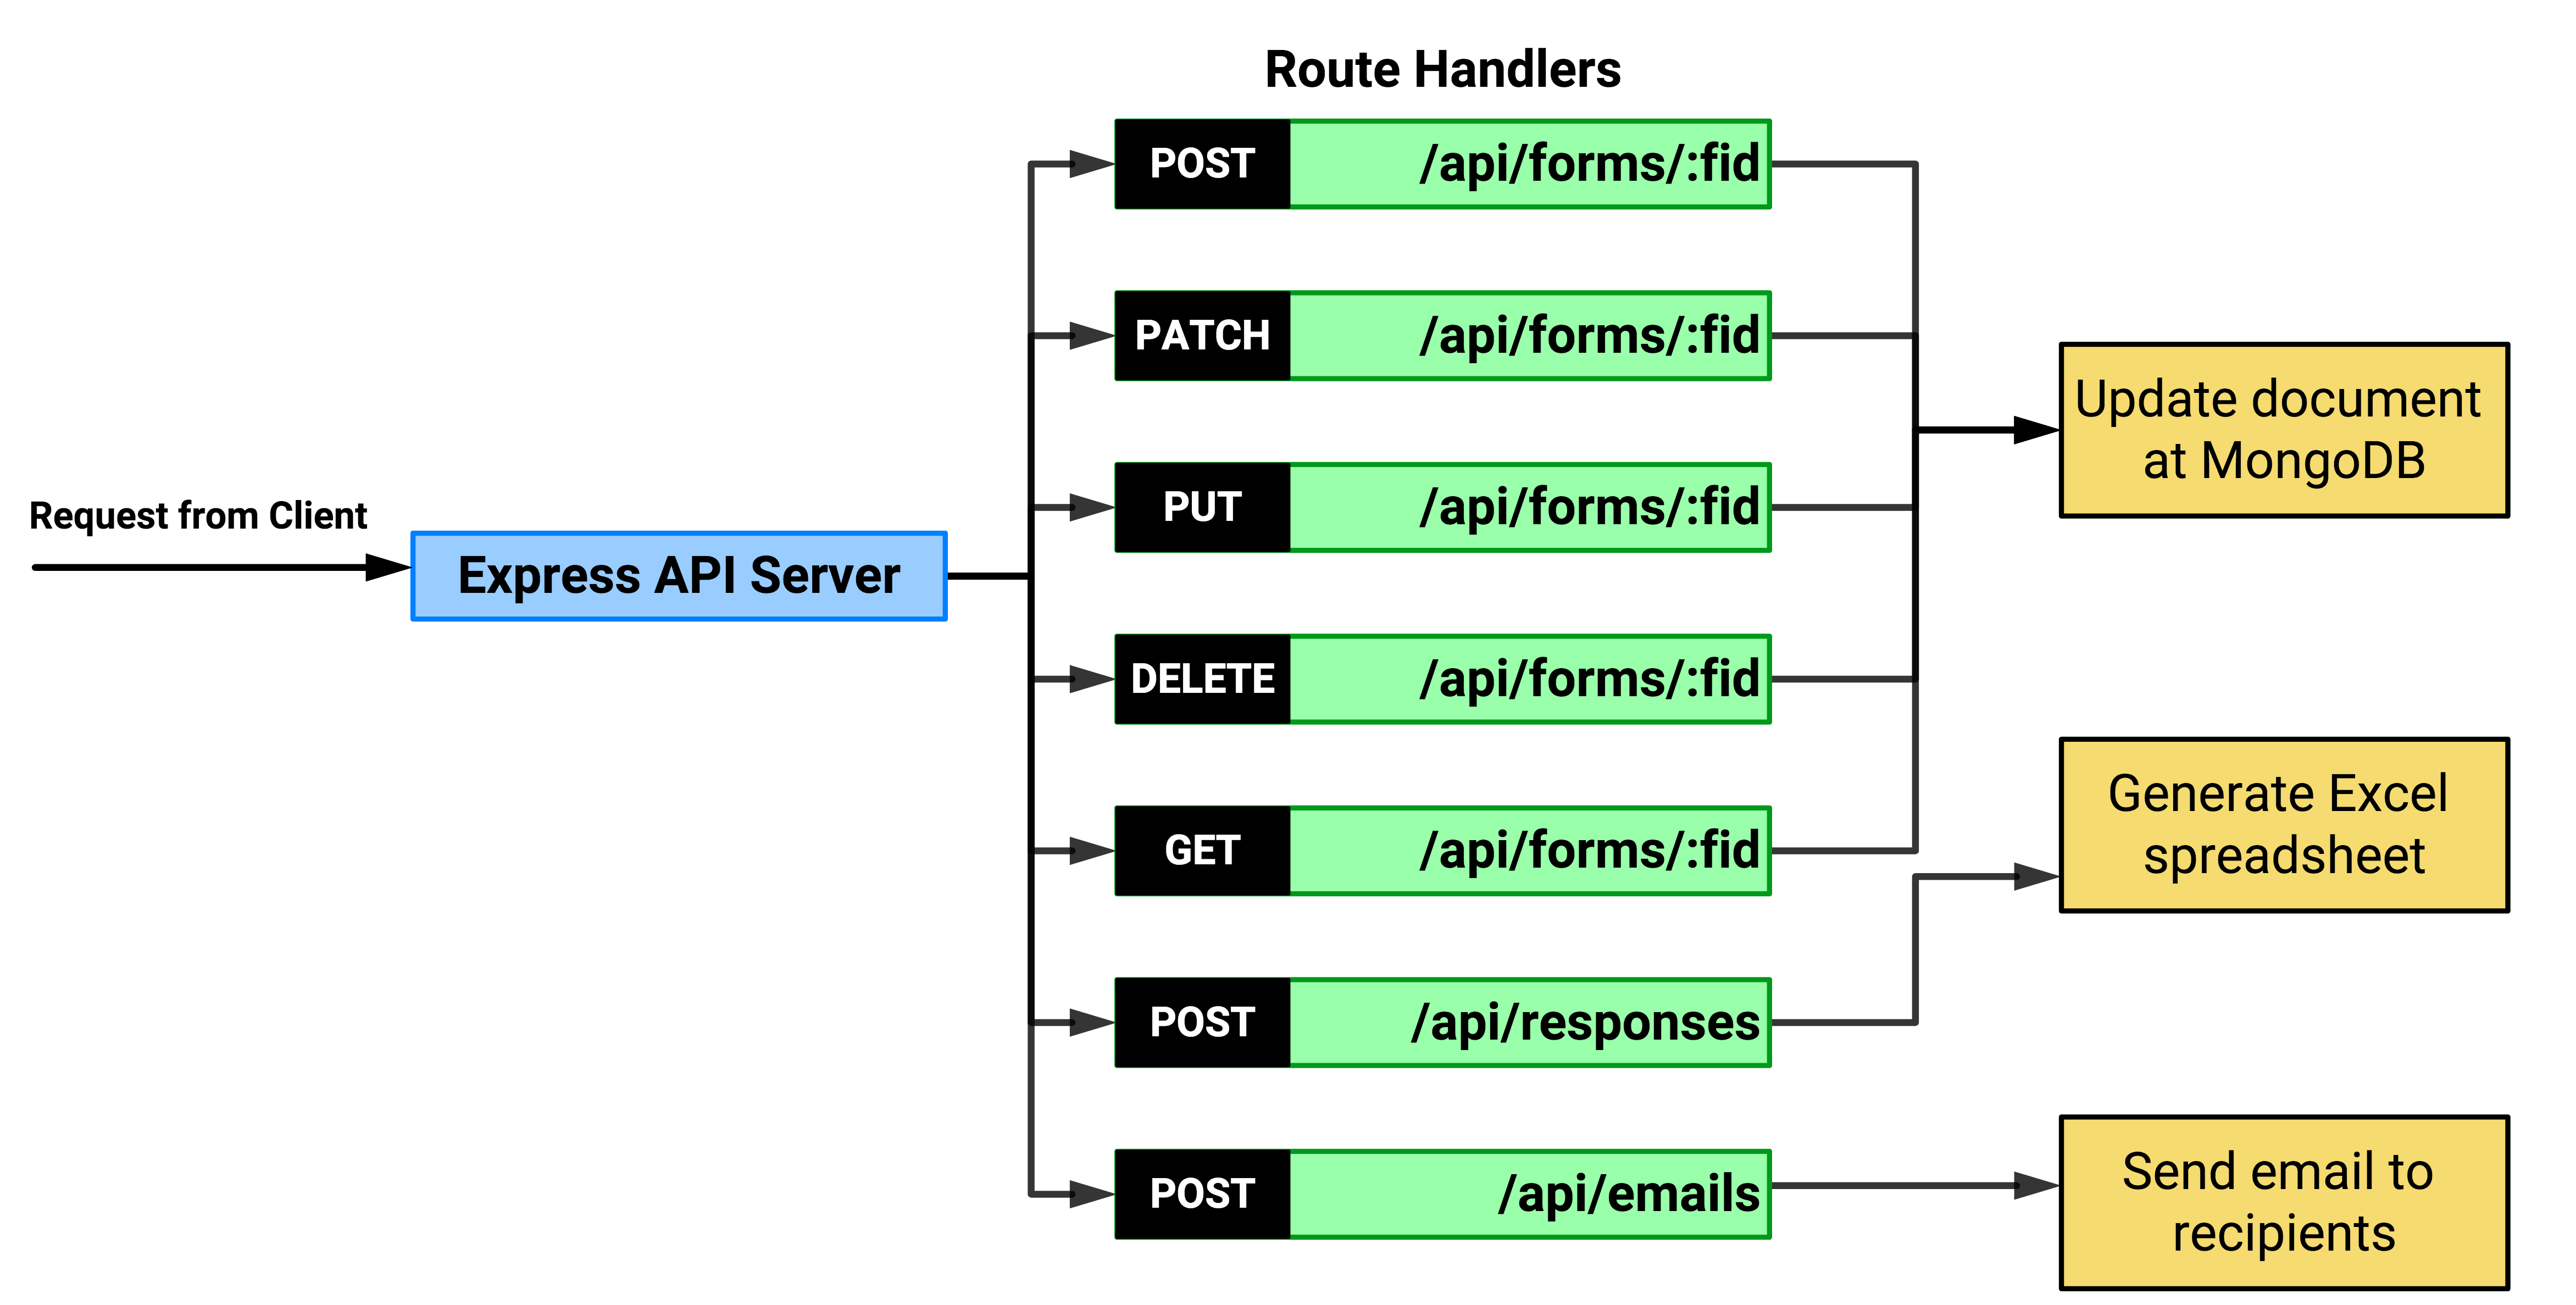 Route Handlers
POST /api/forms/:fid
PATCH /api/forms/:fid
PUT /api/forms/:fid
DELETE /api/forms/:fid
GET /api/forms/:fid
POST /api/responses
POST /api/emails
Request from Client
Express API Server
Update document
at MongoDB
Generate Excel
spreadsheet
Send email to
recipients